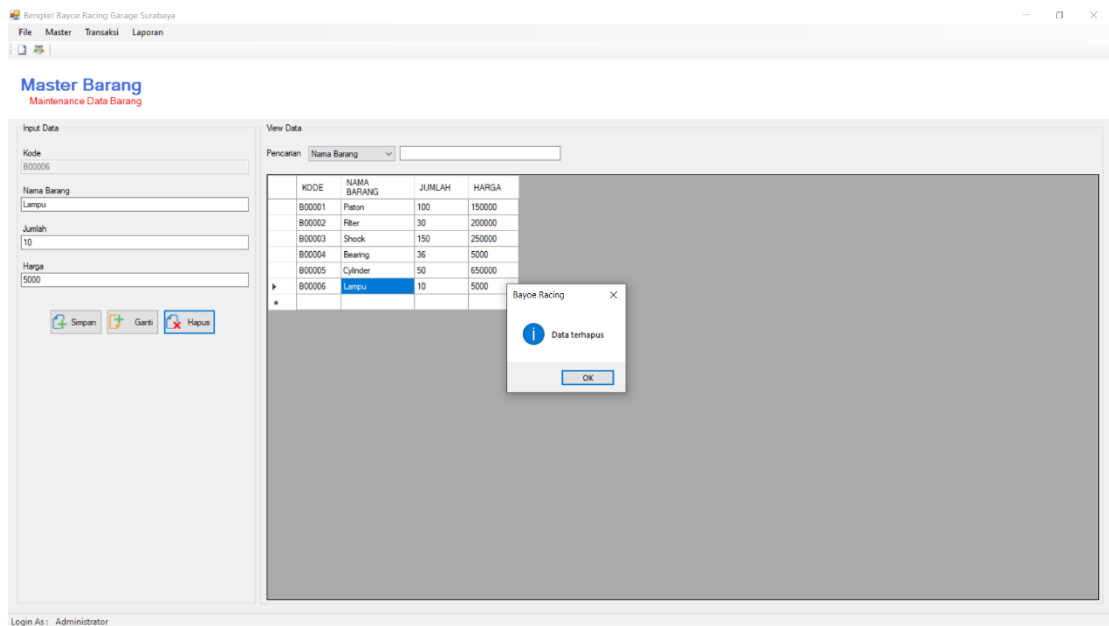 Bengkel Bayoe Racing Garage Surabaya
File Master Transaksi Laporan
Master Barang
Maintenance Data Barang
Input Data
Kode
B00006
Nama Barang
Lampu
Jumlah
10
Harga
5000
Simpan Ganti Hapus
View Data
Pencarian Nama Barang
KODE NAMA BARANG JUMLAH HARGA
B00001 Piston 100 150000
B00002 Filter 30 200000
B00003 Shock 150 250000
B00004 Bearing 36 5000
B00005 Cylinder 50 650000
B00006 Lampu 10 5000
Bayoe Racing
Data terhapus
OK
Login As : Administrator